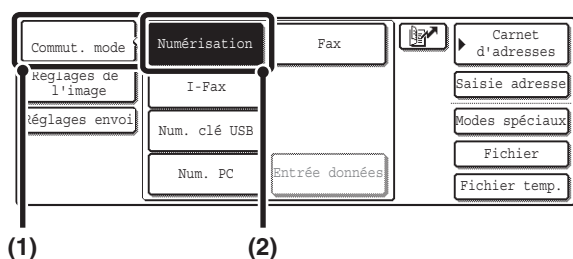 Commut. mode
Numérisation
Fax
Carnet
d'adresses
Réglages de
l'image
I-Fax
Saisie adresse
Réglages envoi
Num. clé USB
Modes spéciaux
Num. PC
Entrée données
Fichier
Fichier temp.
(1)
(2)